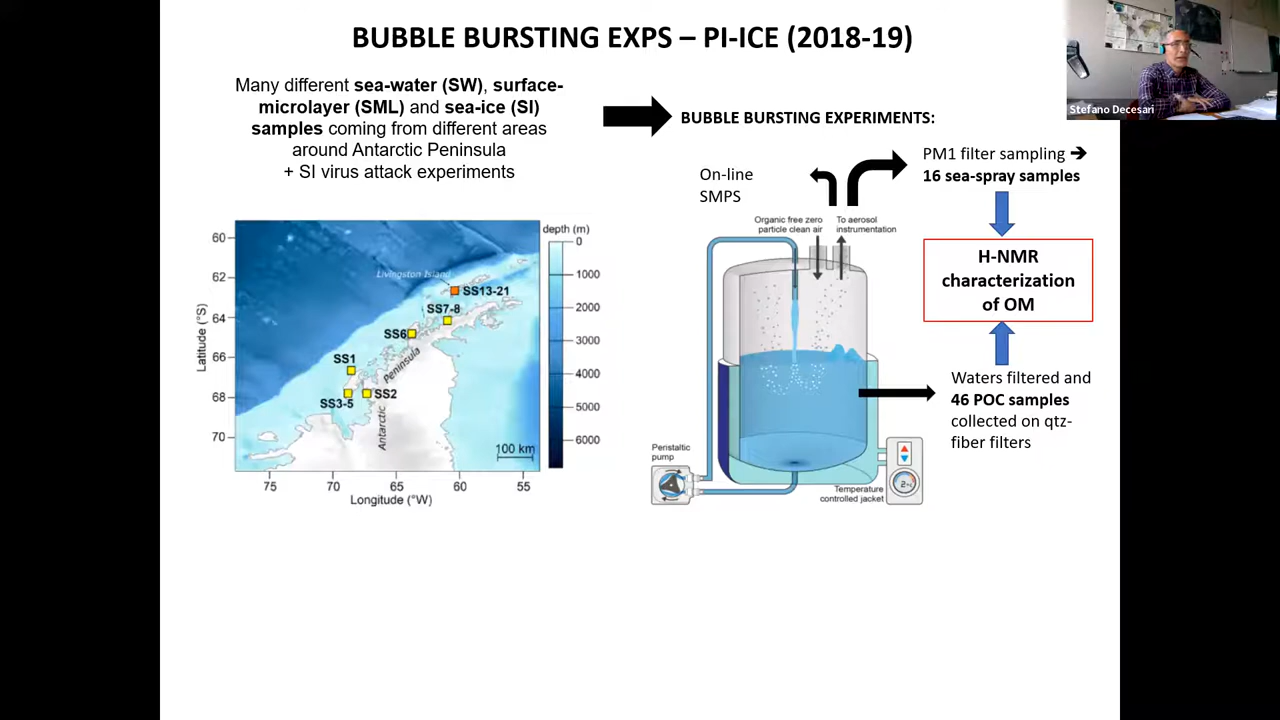 BUBBLE BURSTING EXPS – PI-ICE (2018-19)
Stefano Decesari
Many different sea-water (SW), surface-
microlayer (SML) and sea-ice (SI)
samples coming from different areas
around Antarctic Peninsula
+ SI virus attack experiments
BUBBLE BURSTING EXPERIMENTS:
On-line
SMPS
PM1 filter sampling ➔
16 sea-spray samples
H-NMR
characterization
of OM
Waters filtered and
46 POC samples
collected on qtz-
fiber filters
Organic free zero
particle clean air
To aerosol
instrumentation
Peristaltic
pump
Temperature
controlled jacket
depth (m)
0
1000
2000
3000
4000
5000
6000
Latitude (°S)
60
62
64
66
68
70
Livingston Island
SS13-21
SS7-8
SS6
SS1
SS3-5
SS2
Antarctic
Peninsula
100 km
75
70
65
60
55
Longitude (°W)